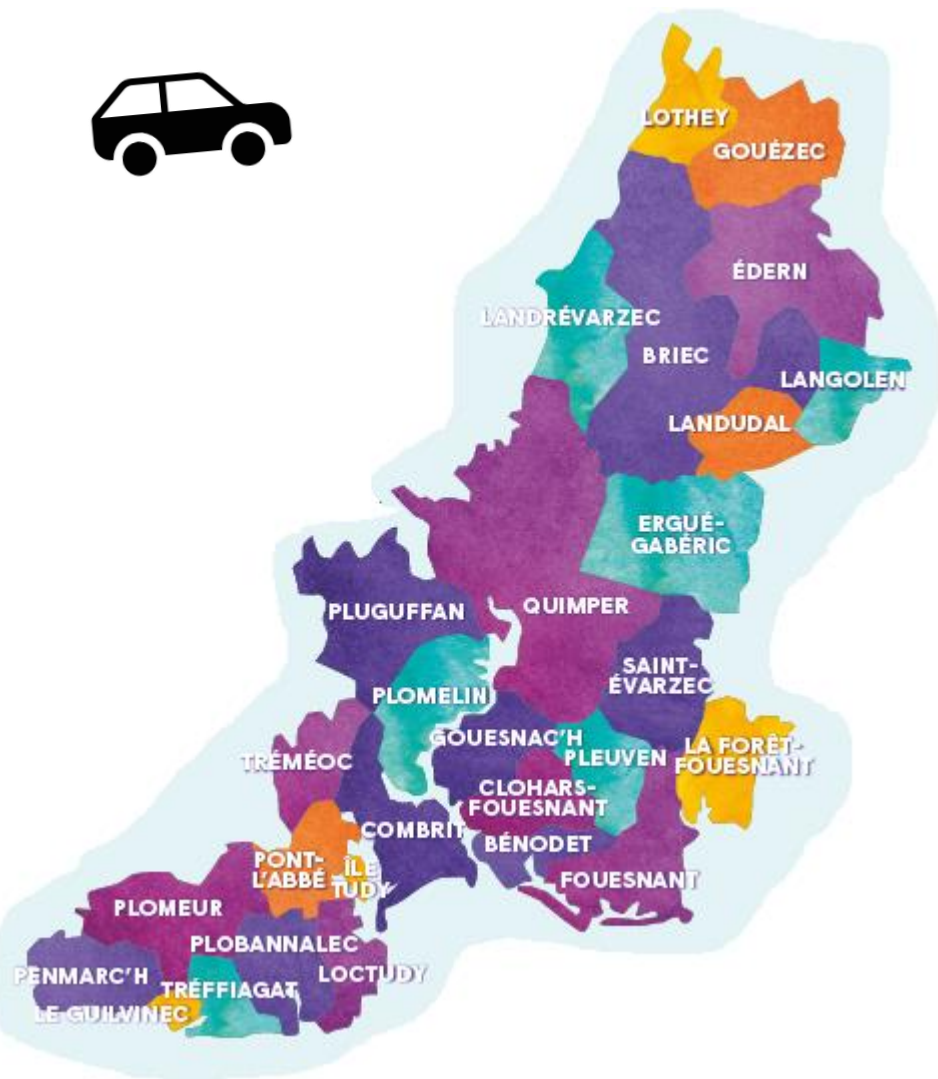 LOTHEY
GOUÉZEC
ÉDERN
LANDRÉVARZEC
BRIEC
LANGOLEN
LANDUDAL
ERGUÉ-
GABÉRIC
QUIMPER
PLUGUFFAN
SAINT-
ÉVARZEC
PLOMELIN
GOUESNAC'H
PLEUVEN
LA FORÊT-
FOUESNANT
TRÉMÉOC
CLOHARS-
FOUESNANT
COMBRIT
BÉNODET
PONT-
L'ABBÉ
ÎLE
TUDY
FOUESNANT
PLOMEUR
PLOBANNALEC
PENMARC'H
LOCTUDY
TRÉFFIAGAT
LE GUILVINEC